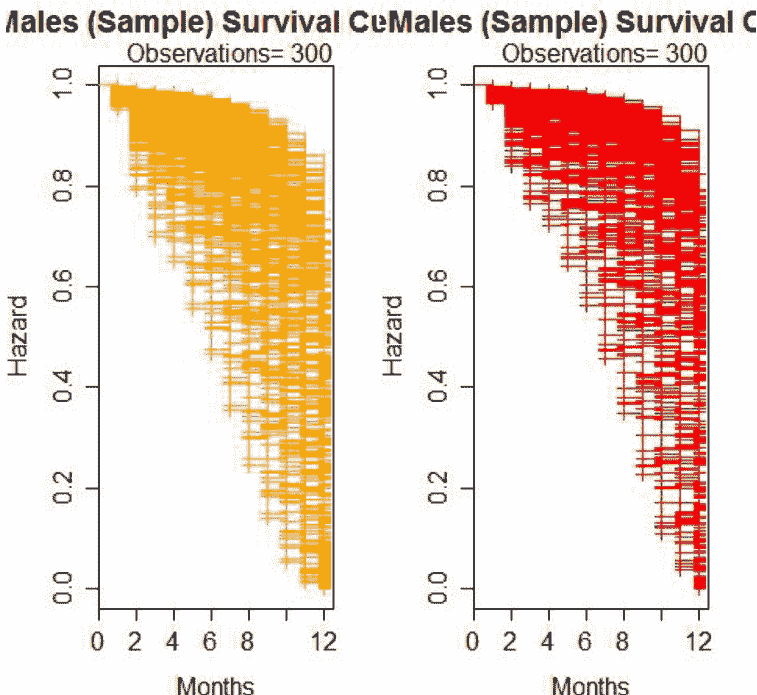 Males (Sample) Survival Cu
Observations= 300
Hazard
0.0 0.2 0.4 0.6 0.8 1.0
0 2 4 6 8 12
Months
Males (Sample) Survival C
Observations= 300
Hazard
0.0 0.2 0.4 0.6 0.8 1.0
0 2 4 6 8 12
Months